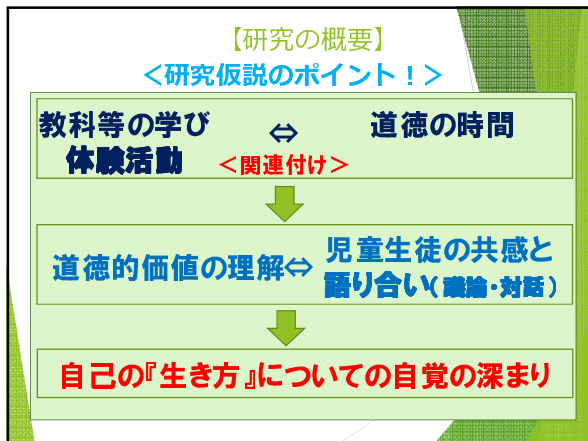 【研究の概要】
＜研究仮説のポイント！＞
教科等の学び ⇔ 道徳の時間
体験活動 ＜関連付け＞
道徳的価値の理解⇔ 児童生徒の共感と
語り合い（議論・対話）
自己の『生き方』についての自覚の深まり